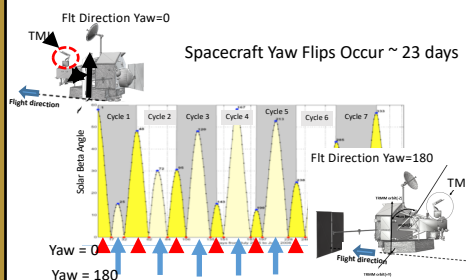 Flt Direction Yaw=0
TMI
Spacecraft Yaw Flips Occur ~ 23 days
Flight direction
Cycle 1 Cycle 2 Cycle 3 Cycle 4 Cycle 5 Cycle 6 Cycle 7
Solar Beta Angle
Flt Direction Yaw=180
TM
Flight direction
Yaw = 0
Yaw = 180